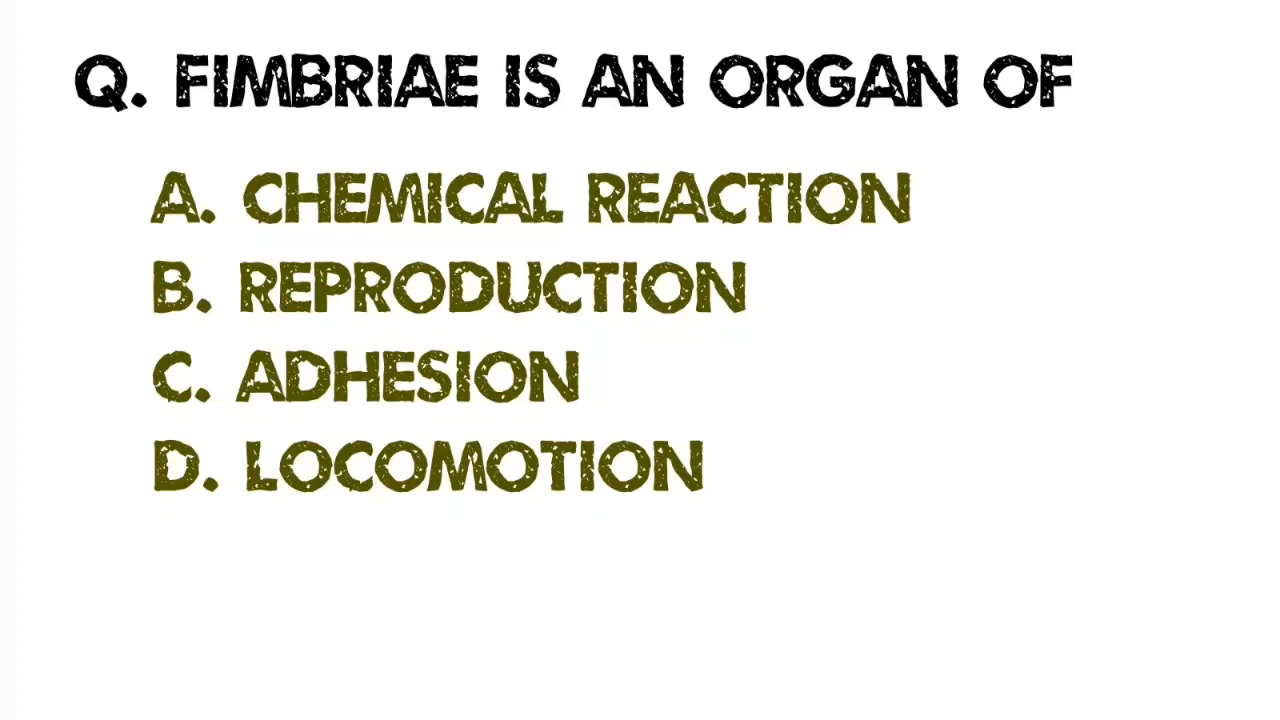 Q. FIMBRIAE IS AN ORGAN OF
A. CHEMICAL REACTION
B. REPRODUCTION
C. ADHESION
D. LOCOMOTION